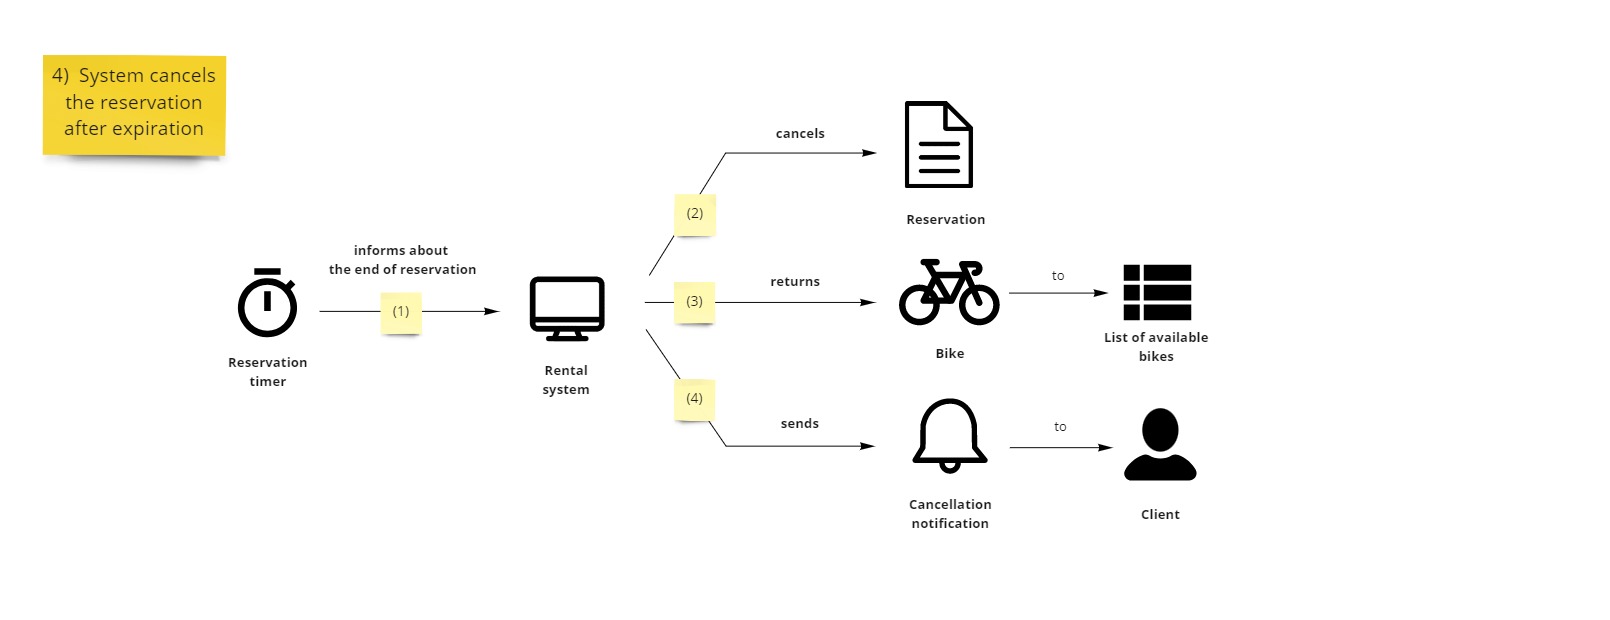 4) System cancels
the reservation
after expiration
informs about
the end of reservation
(1)
Reservation
timer
Rental
system
(2)
cancels
Reservation
(3)
returns
Bike
to
List of available
bikes
(4)
sends
Cancellation
notification
to
Client